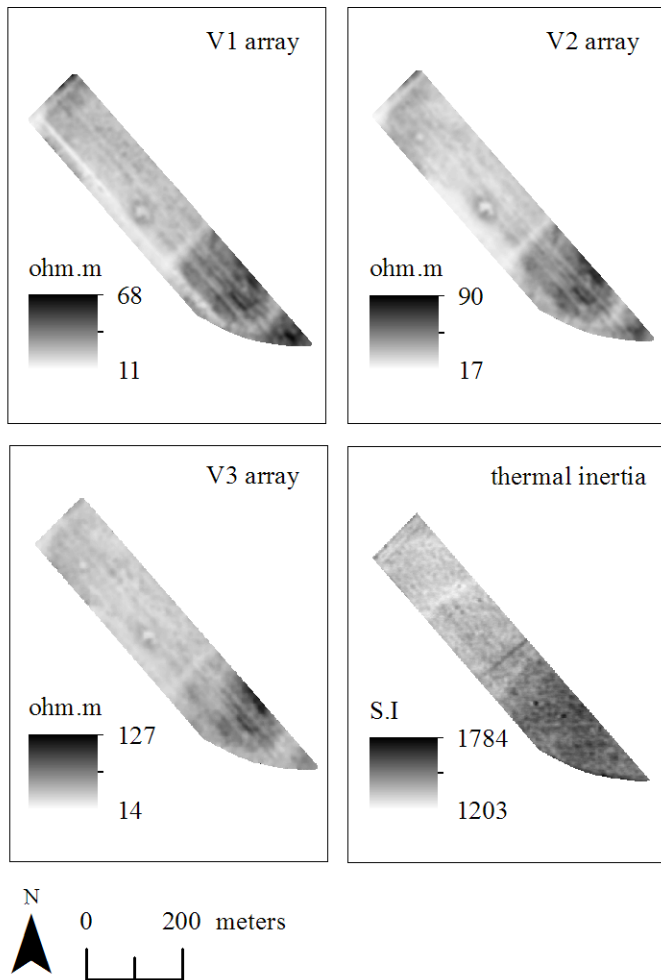 V1 array
ohm.m
68
11
V2 array
ohm.m
90
17
V3 array
ohm.m
127
14
thermal inertia
S.I
1784
1203
N
0 200 meters